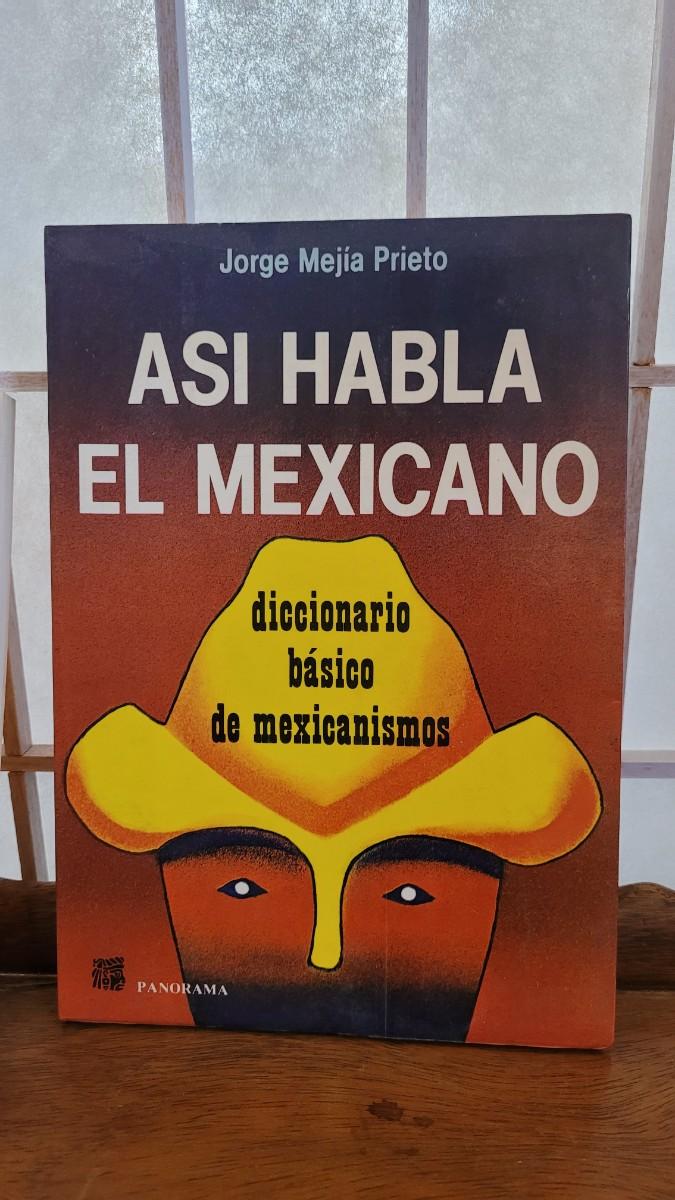 Jorge Mejía Prieto
ASI HABLA
EL MEXICANO
diccionario
básico
de mexicanismos
PANORAMA